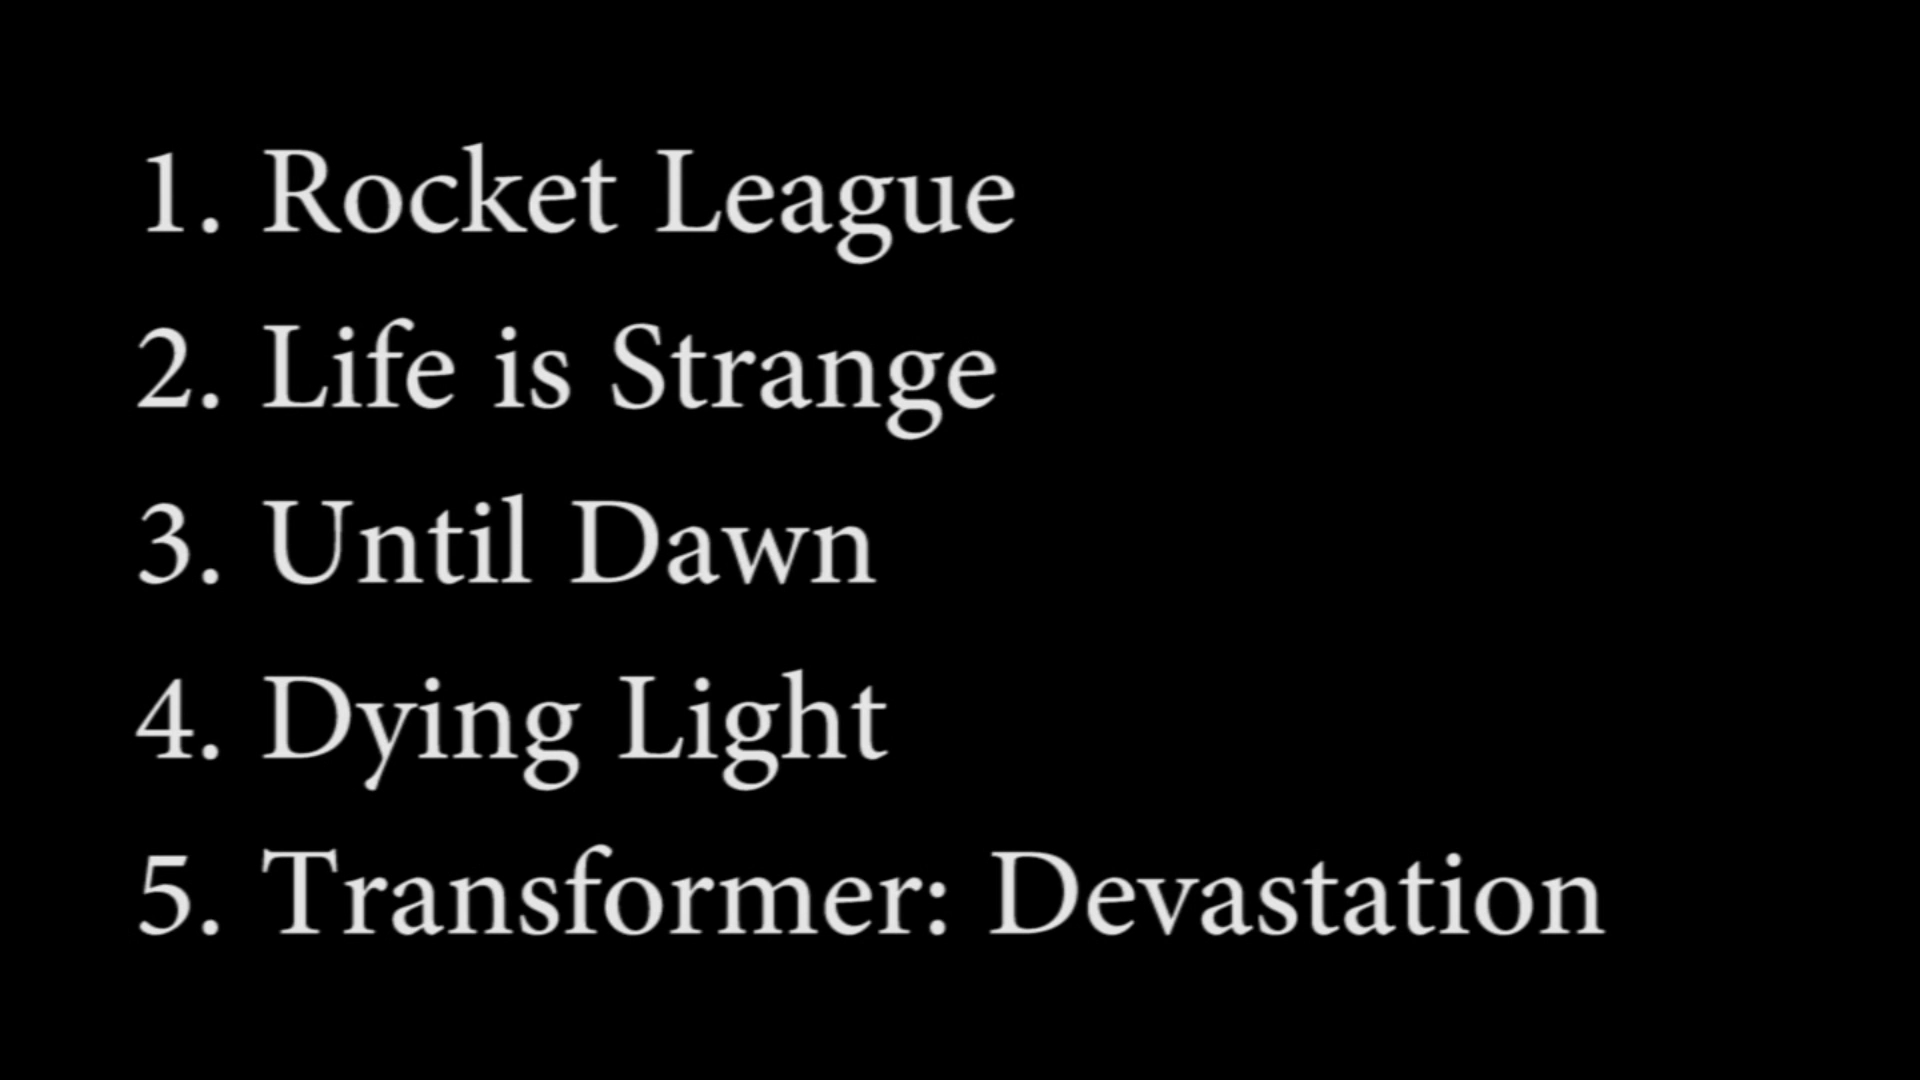 1. Rocket League
2. Life is Strange
3. Until Dawn
4. Dying Light
5. Transformer: Devastation